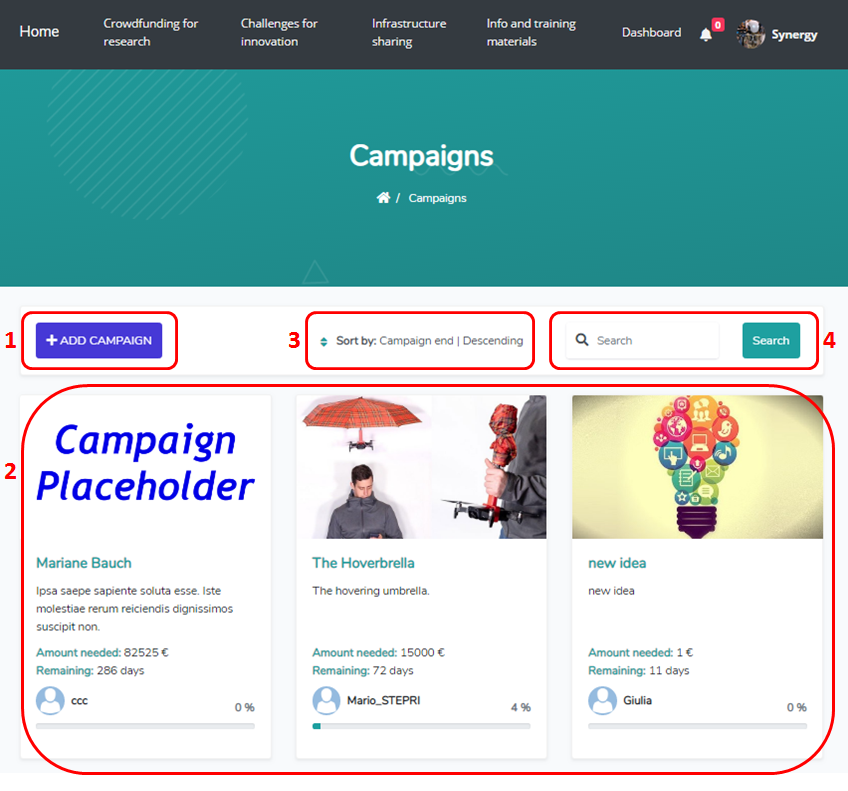 Home
Crowdfunding for
research
Challenges for
innovation
Infrastructure
sharing
Info and training
materials
Dashboard
0
Synergy
Campaigns
/ Campaigns
1
+ ADD CAMPAIGN
3
Sort by: Campaign end | Descending
Search
Search
4
2
Campaign
Placeholder
Mariane Bauch
Ipsa saepe sapiente soluta esse. Iste
molestiae rerum reiciendis dignissimos
suscipit non.
Amount needed: 82525 €
Remaining: 286 days
ccc
0 %
The Hoverbrella
The hovering umbrella.
Amount needed: 15000 €
Remaining: 72 days
Mario_STEPRI
4 %
new idea
new idea
Amount needed: 1 €
Remaining: 11 days
Giulia
0 %